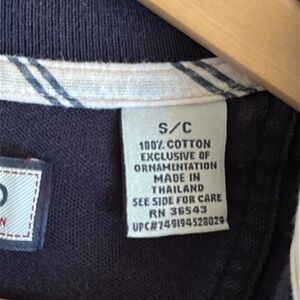 S/C
100% COTTON
EXCLUSIVE OF
ORNAMENTATION
MADE IN
THAILAND
SEE SIDE FOR CARE
RN 36543
UPC#749194528029